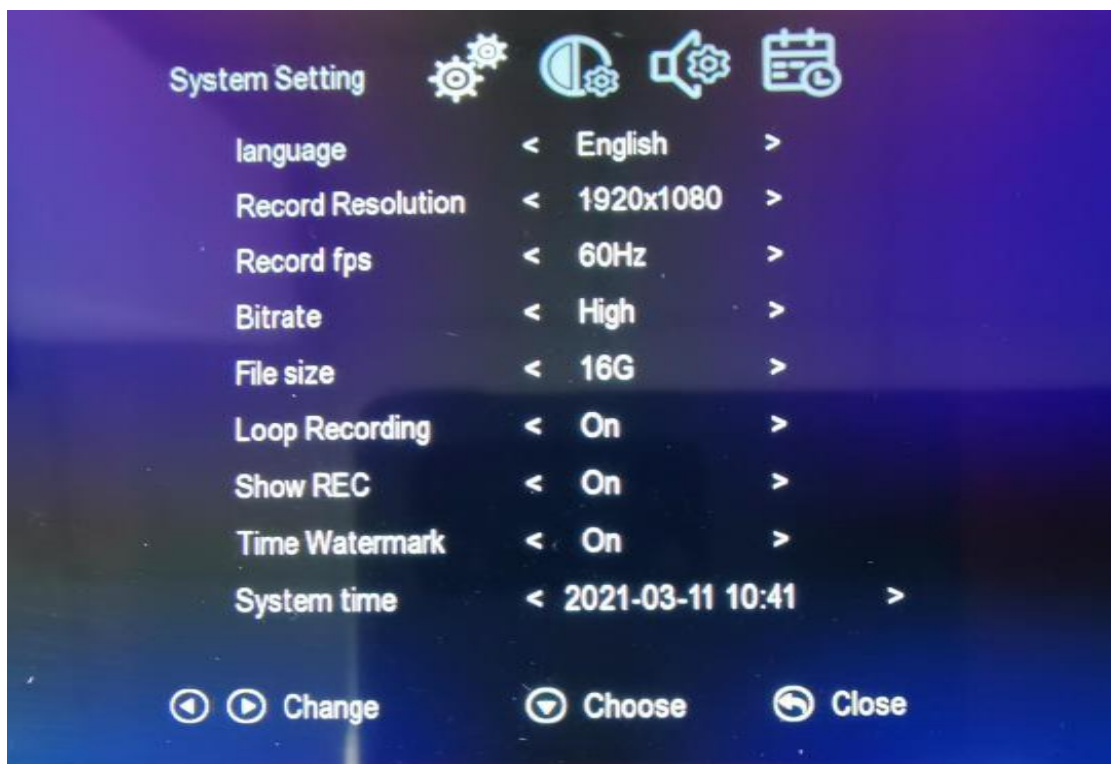 System Setting
language < English >
Record Resolution < 1920x1080 >
Record fps < 60Hz >
Bitrate < High >
File size < 16G >
Loop Recording < On >
Show REC < On >
Time Watermark < On >
System time < 2021-03-11 10:41 >
Change Choose Close